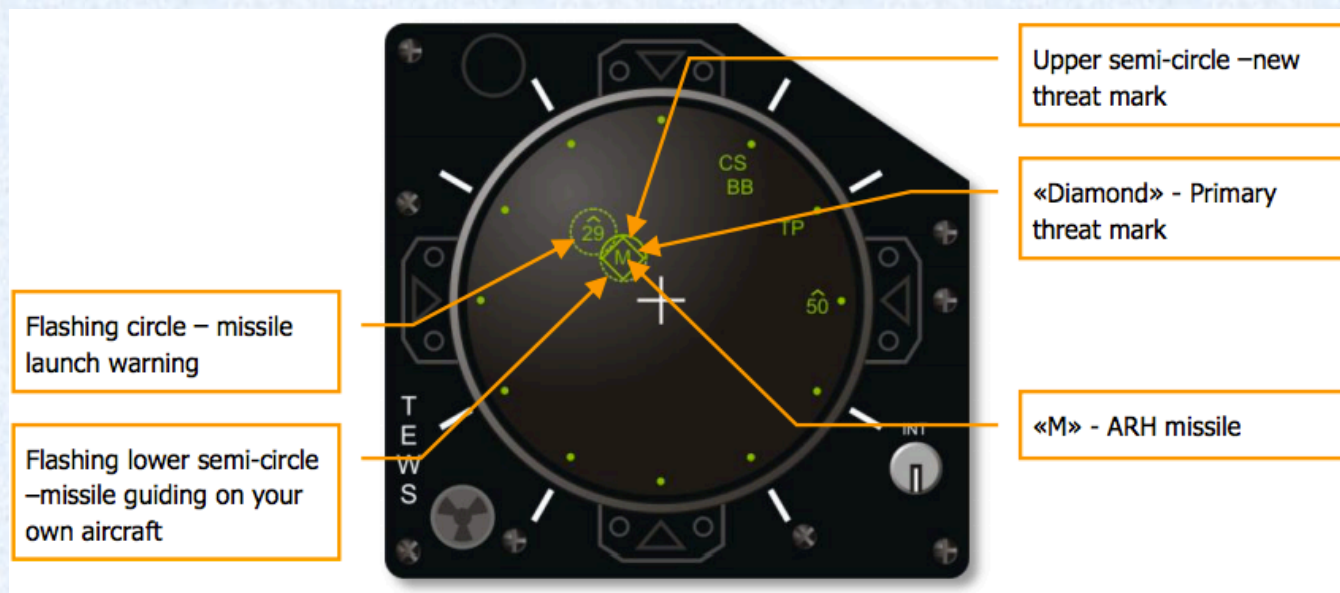 Upper semi-circle –new
threat mark
CS
BB
«Diamond» - Primary
threat mark
TP
29
M
50
Flashing circle – missile
launch warning
«M» - ARH missile
INT
T
E
W
S
Flashing lower semi-circle
–missile guiding on your
own aircraft